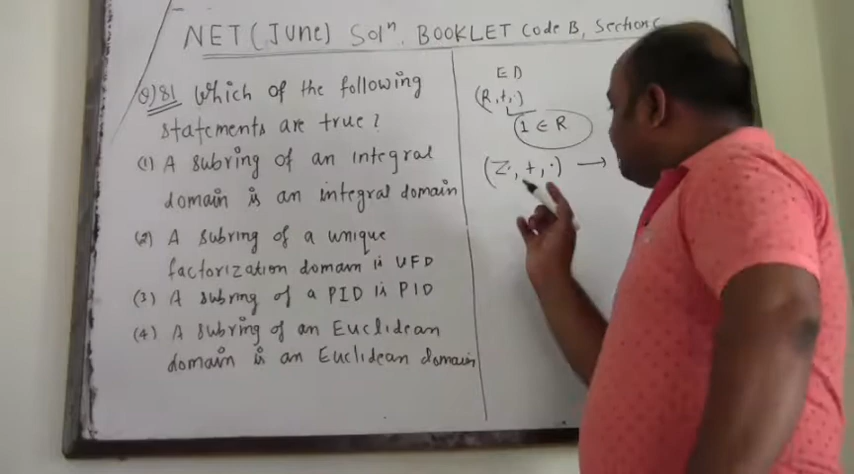 NET (June) Solⁿ. BOOKLET Code B, Section C
Q) 81 Which of the following
statements are true?
(1) A subring of an integral
domain is an integral domain
(2) A subring of a unique
factorization domain is UFD
(3) A subring of a PID is PID
(4) A subring of an Euclidean
domain is an Euclidean domain
ED
(R,+,·)
1 ∈ R
(Z,+,·) →